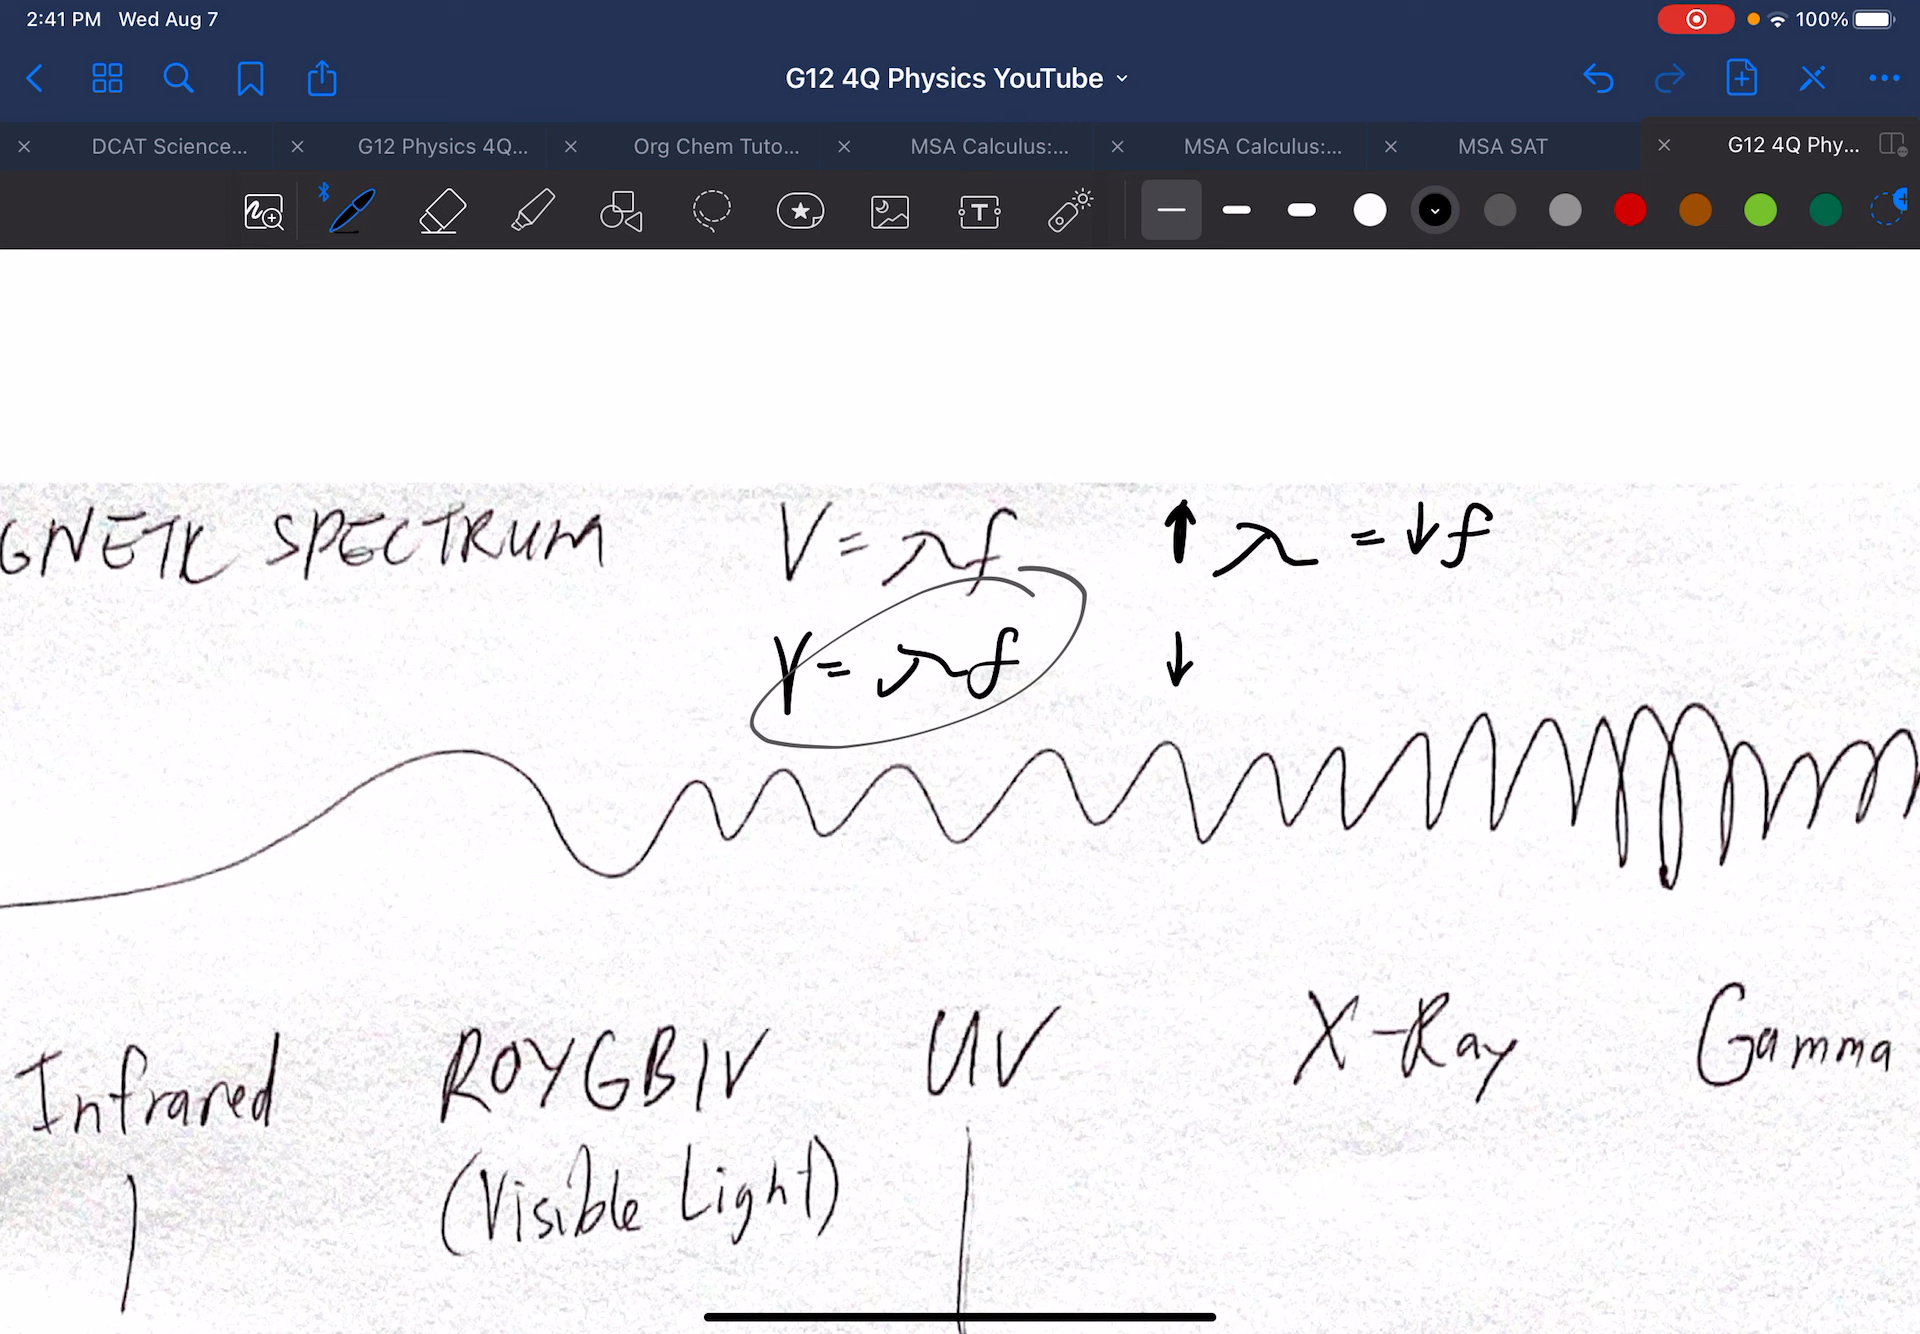 2:41 PM Wed Aug 7
100%
G12 4Q Physics YouTube
DCAT Science...
G12 Physics 4Q...
Org Chem Tuto...
MSA Calculus:...
MSA Calculus:...
MSA SAT
G12 4Q Phy...
T
GNETIC SPECTRUM V = λf ↑ λ = ↓ f
V = λf ↓
Infrared ROYGBIV UV X-Ray Gamma
(Visible Light)